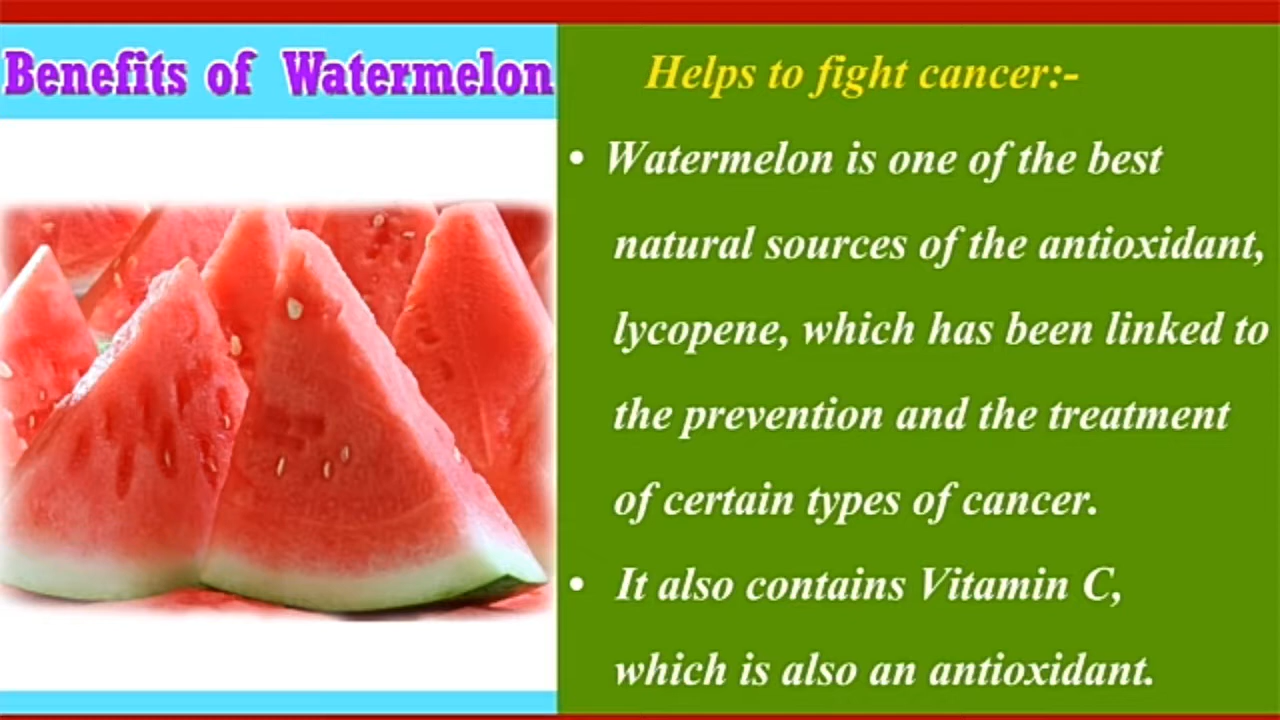 Benefits of Watermelon
Helps to fight cancer:-
• Watermelon is one of the best
natural sources of the antioxidant,
lycopene, which has been linked to
the prevention and the treatment
of certain types of cancer.
• It also contains Vitamin C,
which is also an antioxidant.